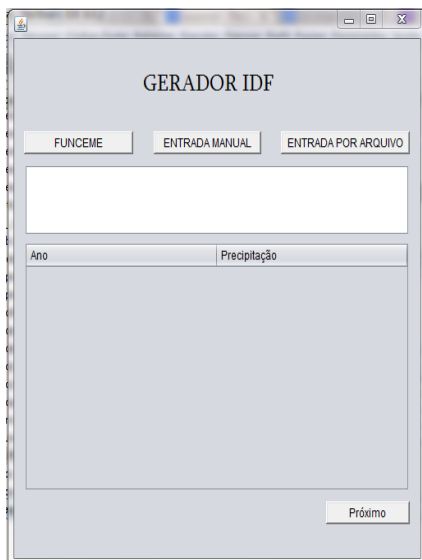 GERADOR IDF
FUNCEME ENTRADA MANUAL ENTRADA POR ARQUIVO
Ano Precipitação
Próximo